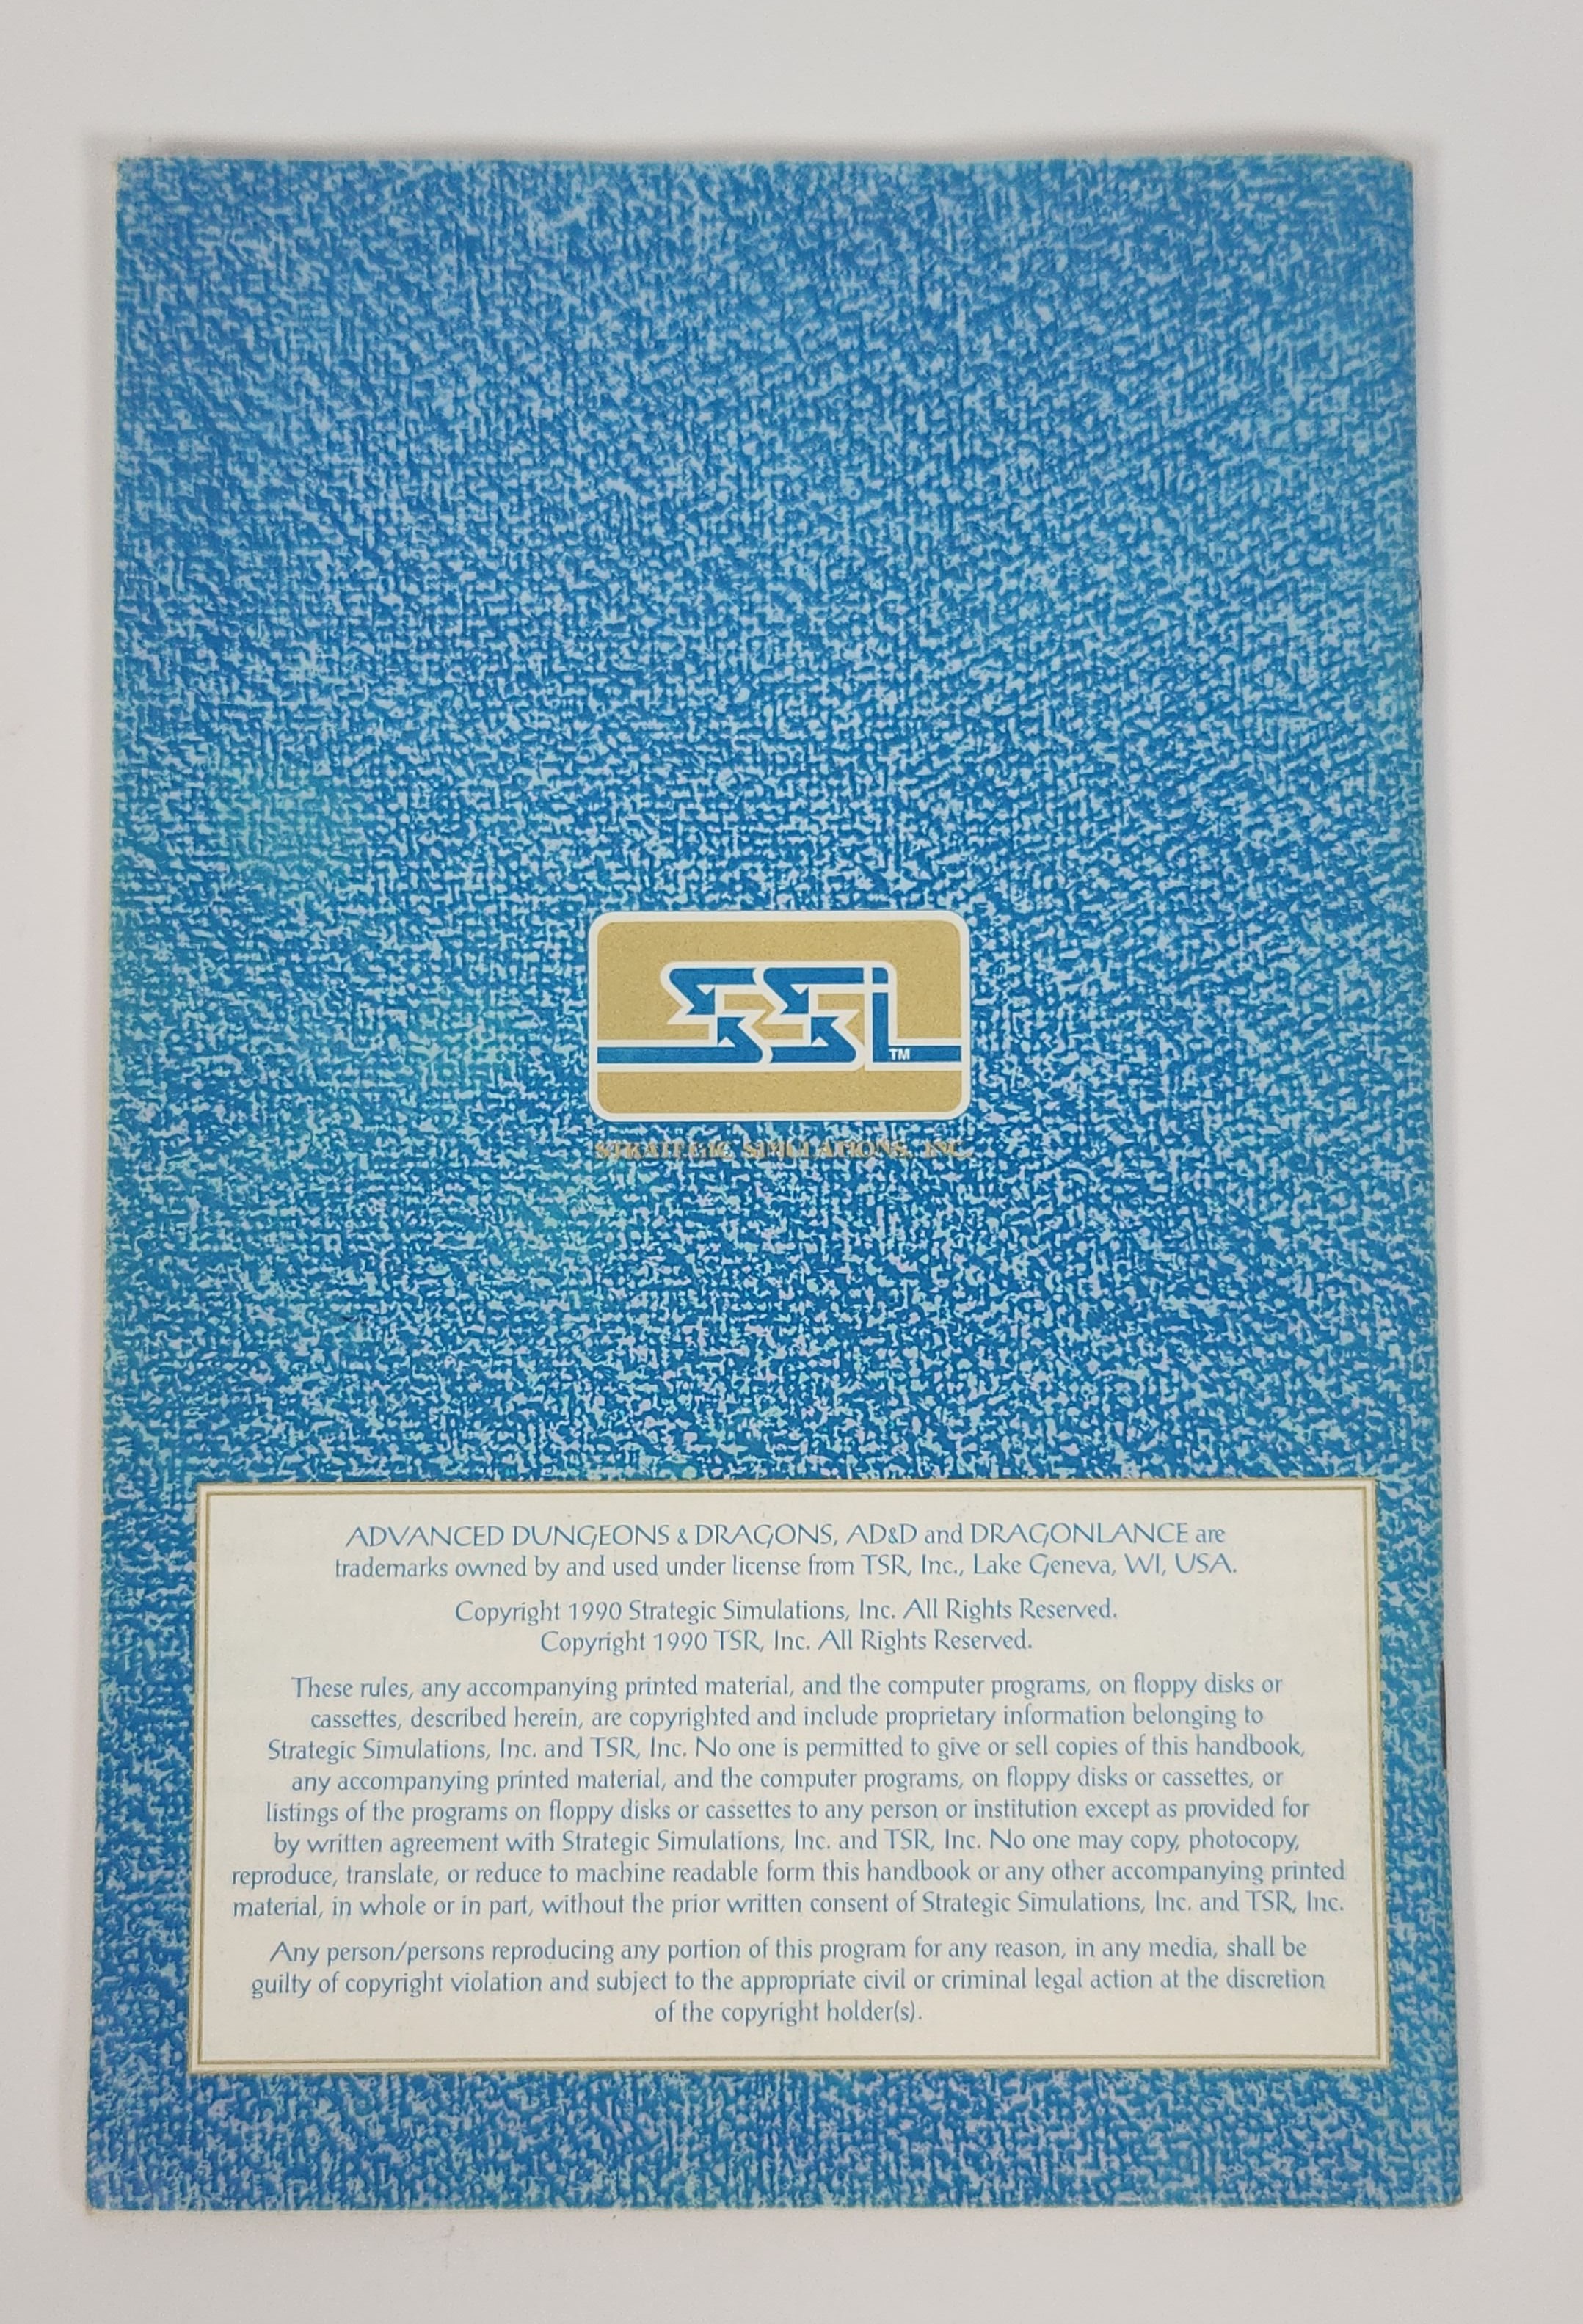 SSI™
STRATEGIC SIMULATIONS, INC.
ADVANCED DUNGEONS & DRAGONS, AD&D and DRAGONLANCE are
trademarks owned by and used under license from TSR, Inc., Lake Geneva, WI, USA.
Copyright 1990 Strategic Simulations, Inc. All Rights Reserved.
Copyright 1990 TSR, Inc. All Rights Reserved.
These rules, any accompanying printed material, and the computer programs, on floppy disks or
cassettes, described herein, are copyrighted and include proprietary information belonging to
Strategic Simulations, Inc. and TSR, Inc. No one is permitted to give or sell copies of this handbook,
any accompanying printed material, and the computer programs, on floppy disks or cassettes, or
listings of the programs on floppy disks or cassettes to any person or institution except as provided for
by written agreement with Strategic Simulations, Inc. and TSR, Inc. No one may copy, photocopy,
reproduce, translate, or reduce to machine readable form this handbook or any other accompanying printed
material, in whole or in part, without the prior written consent of Strategic Simulations, Inc. and TSR, Inc.
Any person/persons reproducing any portion of this program for any reason, in any media, shall be
guilty of copyright violation and subject to the appropriate civil or criminal legal action at the discretion
of the copyright holder(s).